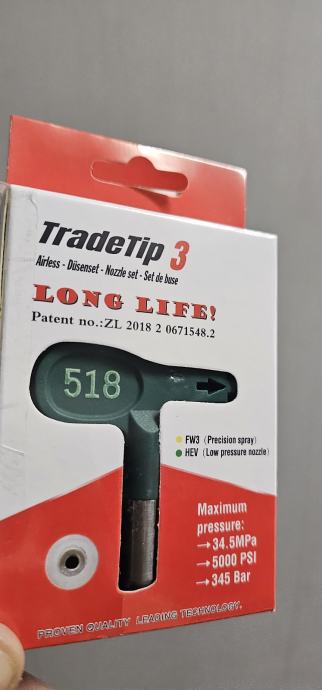 TradeTip 3
Airless - Düsenset - Nozzle set - Set de buse
LONG LIFE!
Patent no.:ZL 2018 2 0671548.2
518
FW3 (Precision spray)
HEV (Low pressure nozzle)
Maximum
pressure:
→34.5MPa
→5000 PSI
→345 Bar
PROVEN QUALITY LEADING TECHNOLOGY.